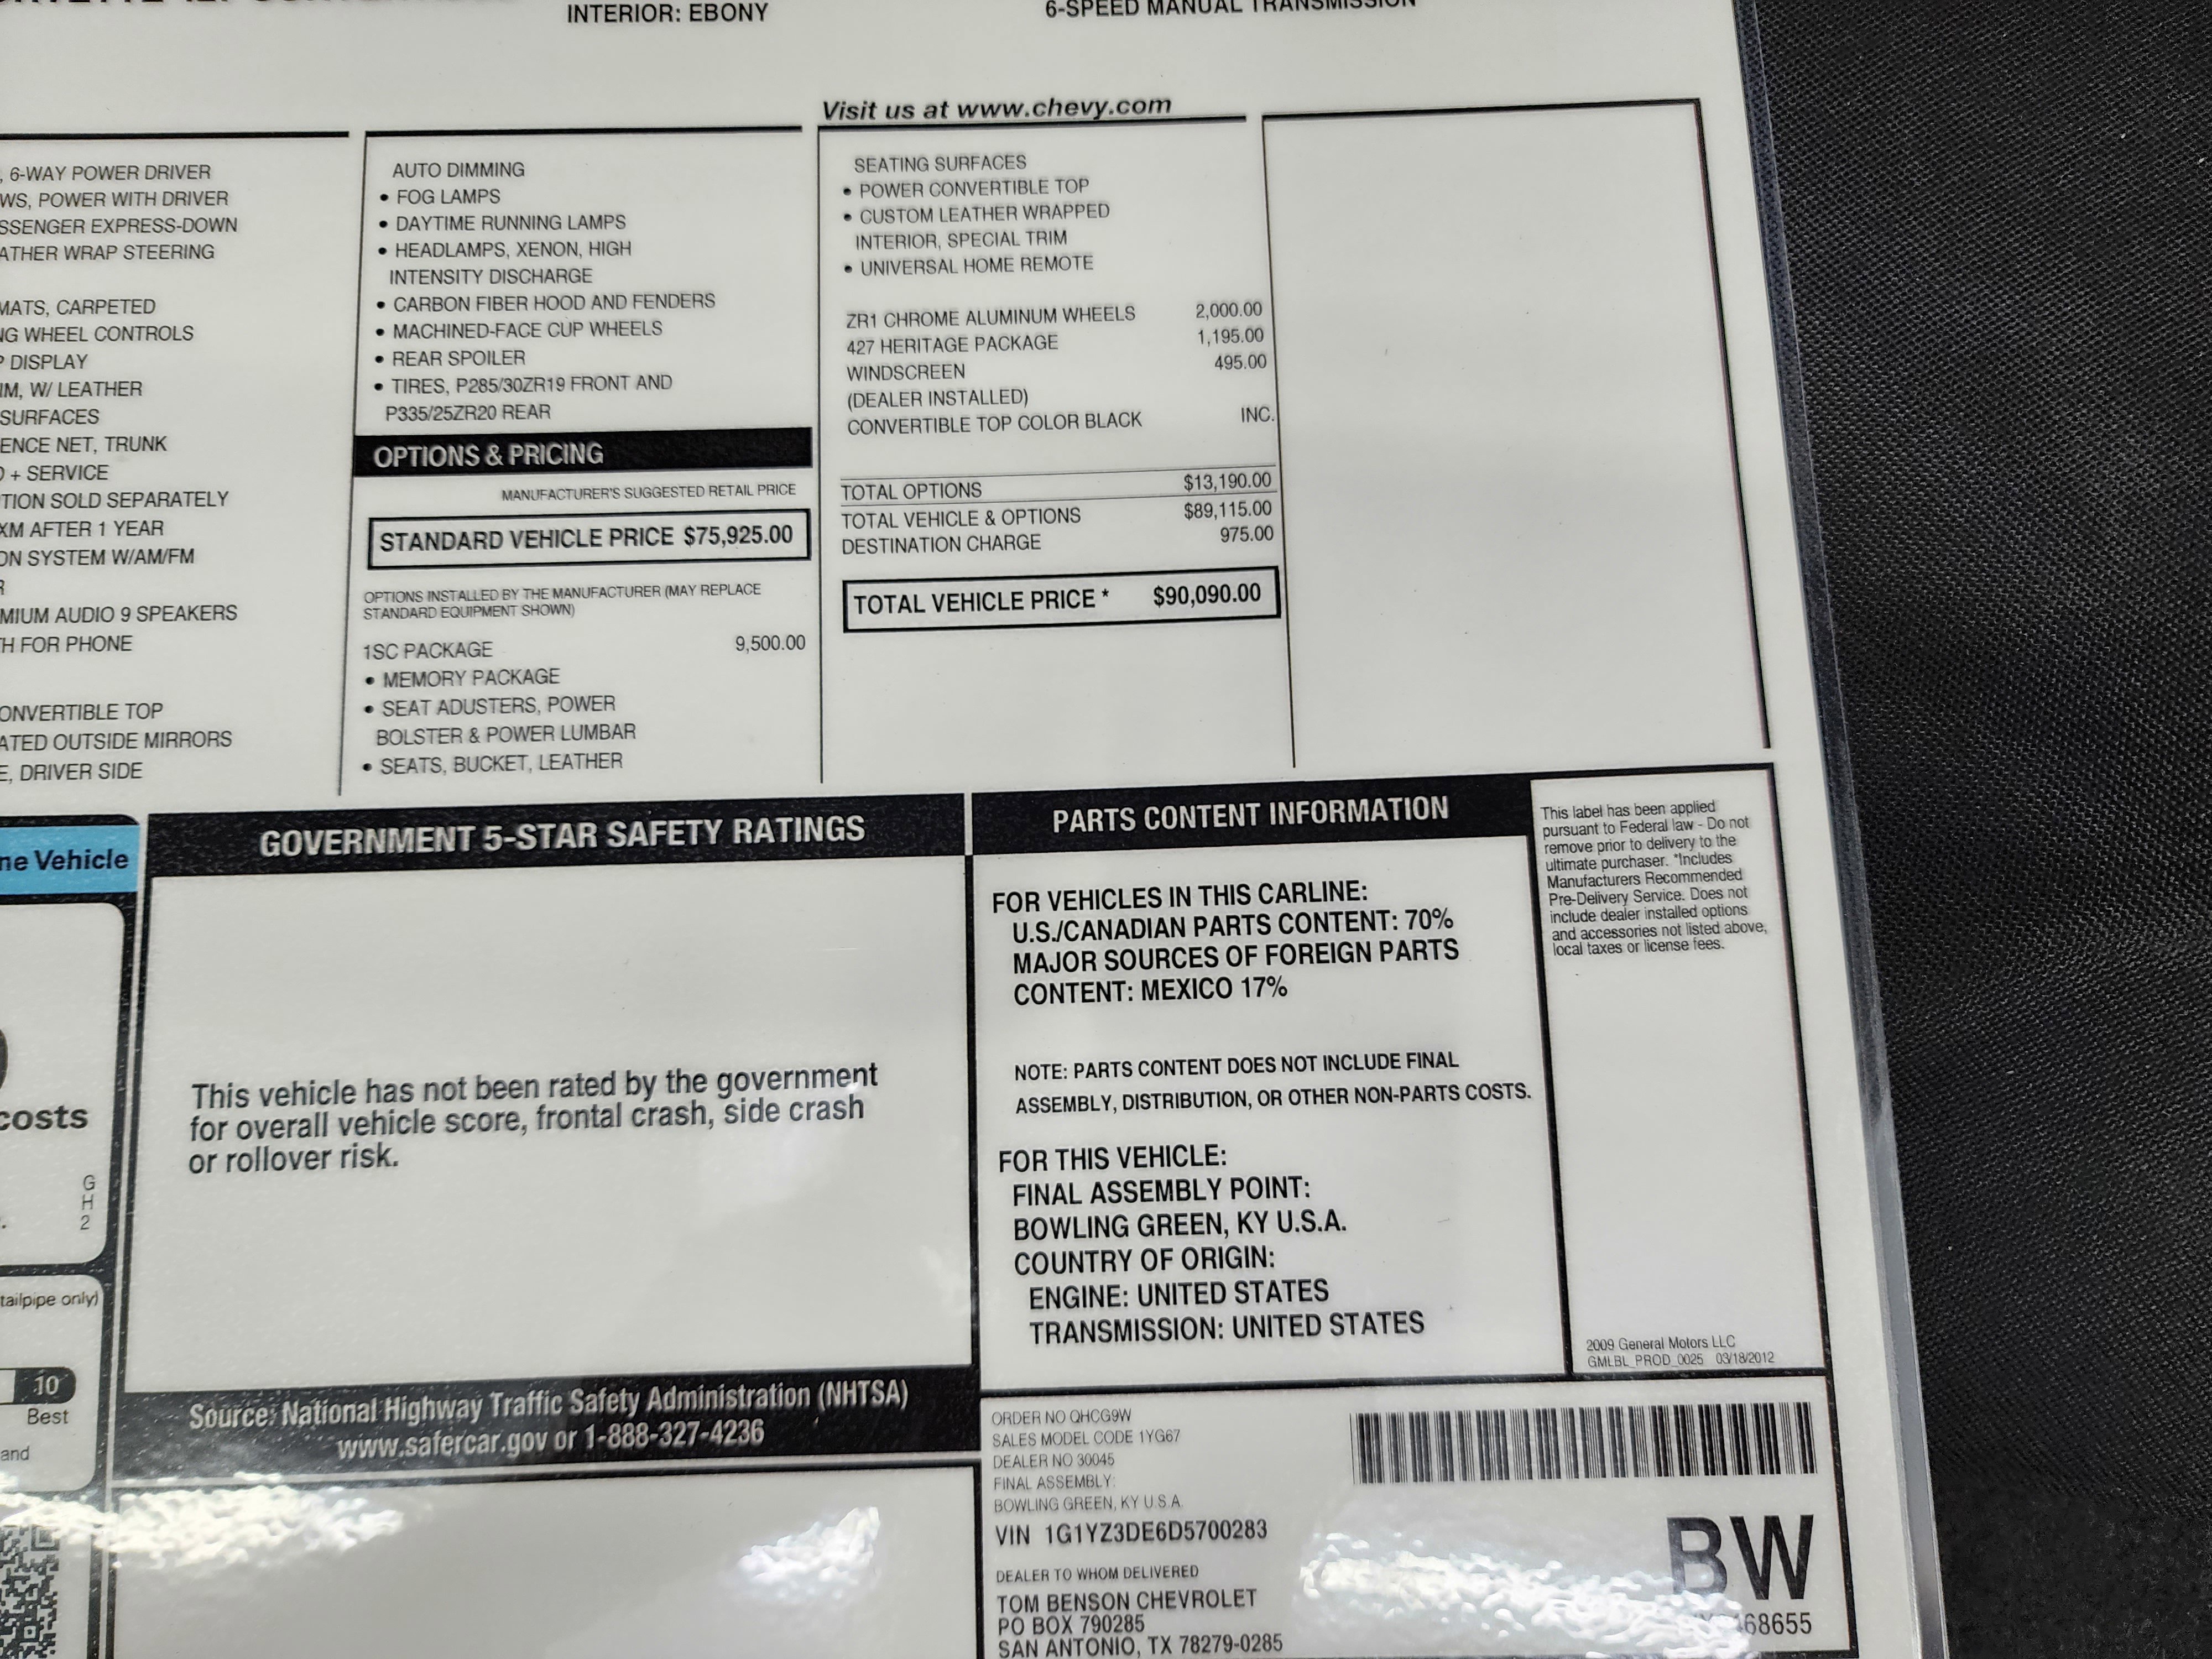 INTERIOR: EBONY
6-SPEED MANUAL TRANSMISSION
Visit us at www.chevy.com
, 6-WAY POWER DRIVER
WS, POWER WITH DRIVER
SSENGER EXPRESS-DOWN
ATHER WRAP STEERING
MATS, CARPETED
NG WHEEL CONTROLS
P DISPLAY
IM, W/ LEATHER
SURFACES
ENCE NET, TRUNK
+ SERVICE
TION SOLD SEPARATELY
XM AFTER 1 YEAR
ON SYSTEM W/AM/FM
R
MIUM AUDIO 9 SPEAKERS
H FOR PHONE
ONVERTIBLE TOP
ATED OUTSIDE MIRRORS
E, DRIVER SIDE
AUTO DIMMING
• FOG LAMPS
• DAYTIME RUNNING LAMPS
• HEADLAMPS, XENON, HIGH
INTENSITY DISCHARGE
• CARBON FIBER HOOD AND FENDERS
• MACHINED-FACE CUP WHEELS
• REAR SPOILER
• TIRES, P285/30ZR19 FRONT AND
P335/25ZR20 REAR
OPTIONS & PRICING
MANUFACTURER'S SUGGESTED RETAIL PRICE
STANDARD VEHICLE PRICE $75,925.00
OPTIONS INSTALLED BY THE MANUFACTURER (MAY REPLACE
STANDARD EQUIPMENT SHOWN)
1SC PACKAGE 9,500.00
• MEMORY PACKAGE
• SEAT ADUSTERS, POWER
BOLSTER & POWER LUMBAR
• SEATS, BUCKET, LEATHER
SEATING SURFACES
• POWER CONVERTIBLE TOP
• CUSTOM LEATHER WRAPPED
INTERIOR, SPECIAL TRIM
• UNIVERSAL HOME REMOTE
ZR1 CHROME ALUMINUM WHEELS 2,000.00
427 HERITAGE PACKAGE 1,195.00
WINDSCREEN 495.00
(DEALER INSTALLED)
CONVERTIBLE TOP COLOR BLACK INC.
TOTAL OPTIONS $13,190.00
TOTAL VEHICLE & OPTIONS $89,115.00
DESTINATION CHARGE 975.00
TOTAL VEHICLE PRICE * $90,090.00
ne Vehicle
costs
G
H
2
tailpipe only)
10
Best
and
GOVERNMENT 5-STAR SAFETY RATINGS
This vehicle has not been rated by the government
for overall vehicle score, frontal crash, side crash
or rollover risk.
Source: National Highway Traffic Safety Administration (NHTSA)
www.safercar.gov or 1-888-327-4236
PARTS CONTENT INFORMATION
FOR VEHICLES IN THIS CARLINE:
U.S./CANADIAN PARTS CONTENT: 70%
MAJOR SOURCES OF FOREIGN PARTS
CONTENT: MEXICO 17%
NOTE: PARTS CONTENT DOES NOT INCLUDE FINAL
ASSEMBLY, DISTRIBUTION, OR OTHER NON-PARTS COSTS.
FOR THIS VEHICLE:
FINAL ASSEMBLY POINT:
BOWLING GREEN, KY U.S.A.
COUNTRY OF ORIGIN:
ENGINE: UNITED STATES
TRANSMISSION: UNITED STATES
This label has been applied
pursuant to Federal law - Do not
remove prior to delivery to the
ultimate purchaser. *Includes
Manufacturers Recommended
Pre-Delivery Service. Does not
include dealer installed options
and accessories not listed above,
local taxes or license fees.
2009 General Motors LLC
GMLBL_PROD_0025 03/18/2012
ORDER NO QHCG9W
SALES MODEL CODE 1YG67
DEALER NO 30045
FINAL ASSEMBLY:
BOWLING GREEN, KY U.S.A.
VIN 1G1YZ3DE6D5700283
DEALER TO WHOM DELIVERED
TOM BENSON CHEVROLET
PO BOX 790285
SAN ANTONIO, TX 78279-0285
BW
68655